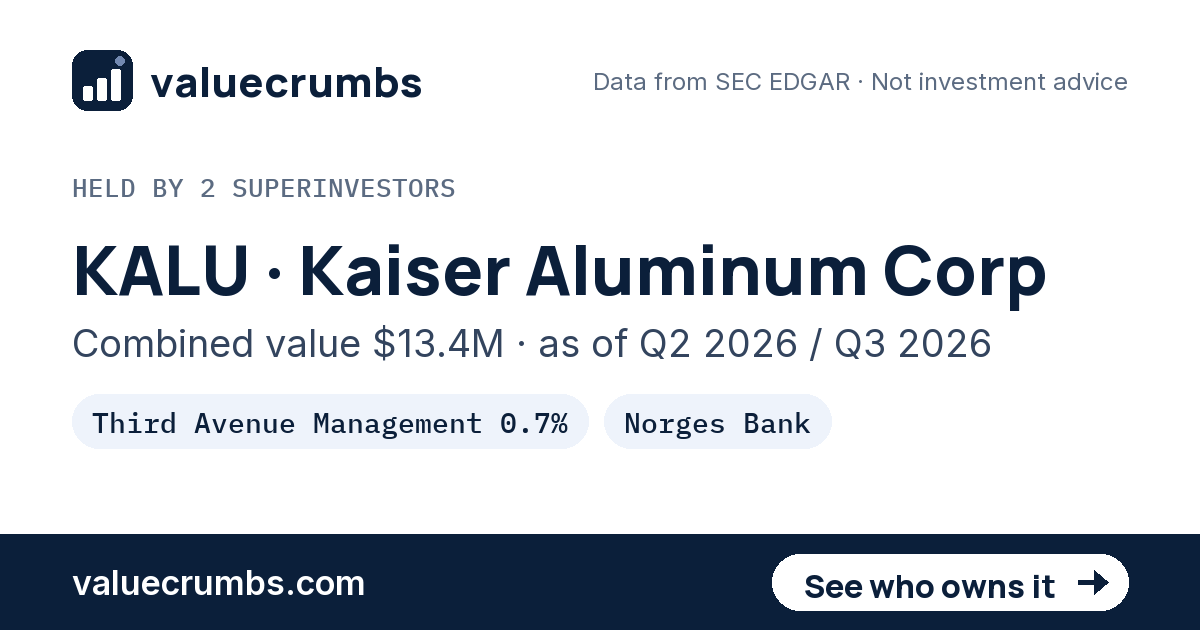 valuecrumbs
Data from SEC EDGAR · Not investment advice
HELD BY 2 SUPERINVESTORS
KALU · Kaiser Aluminum Corp
Combined value $13.4M · as of Q2 2026 / Q3 2026
Third Avenue Management 0.7%
Norges Bank
valuecrumbs.com
See who owns it →